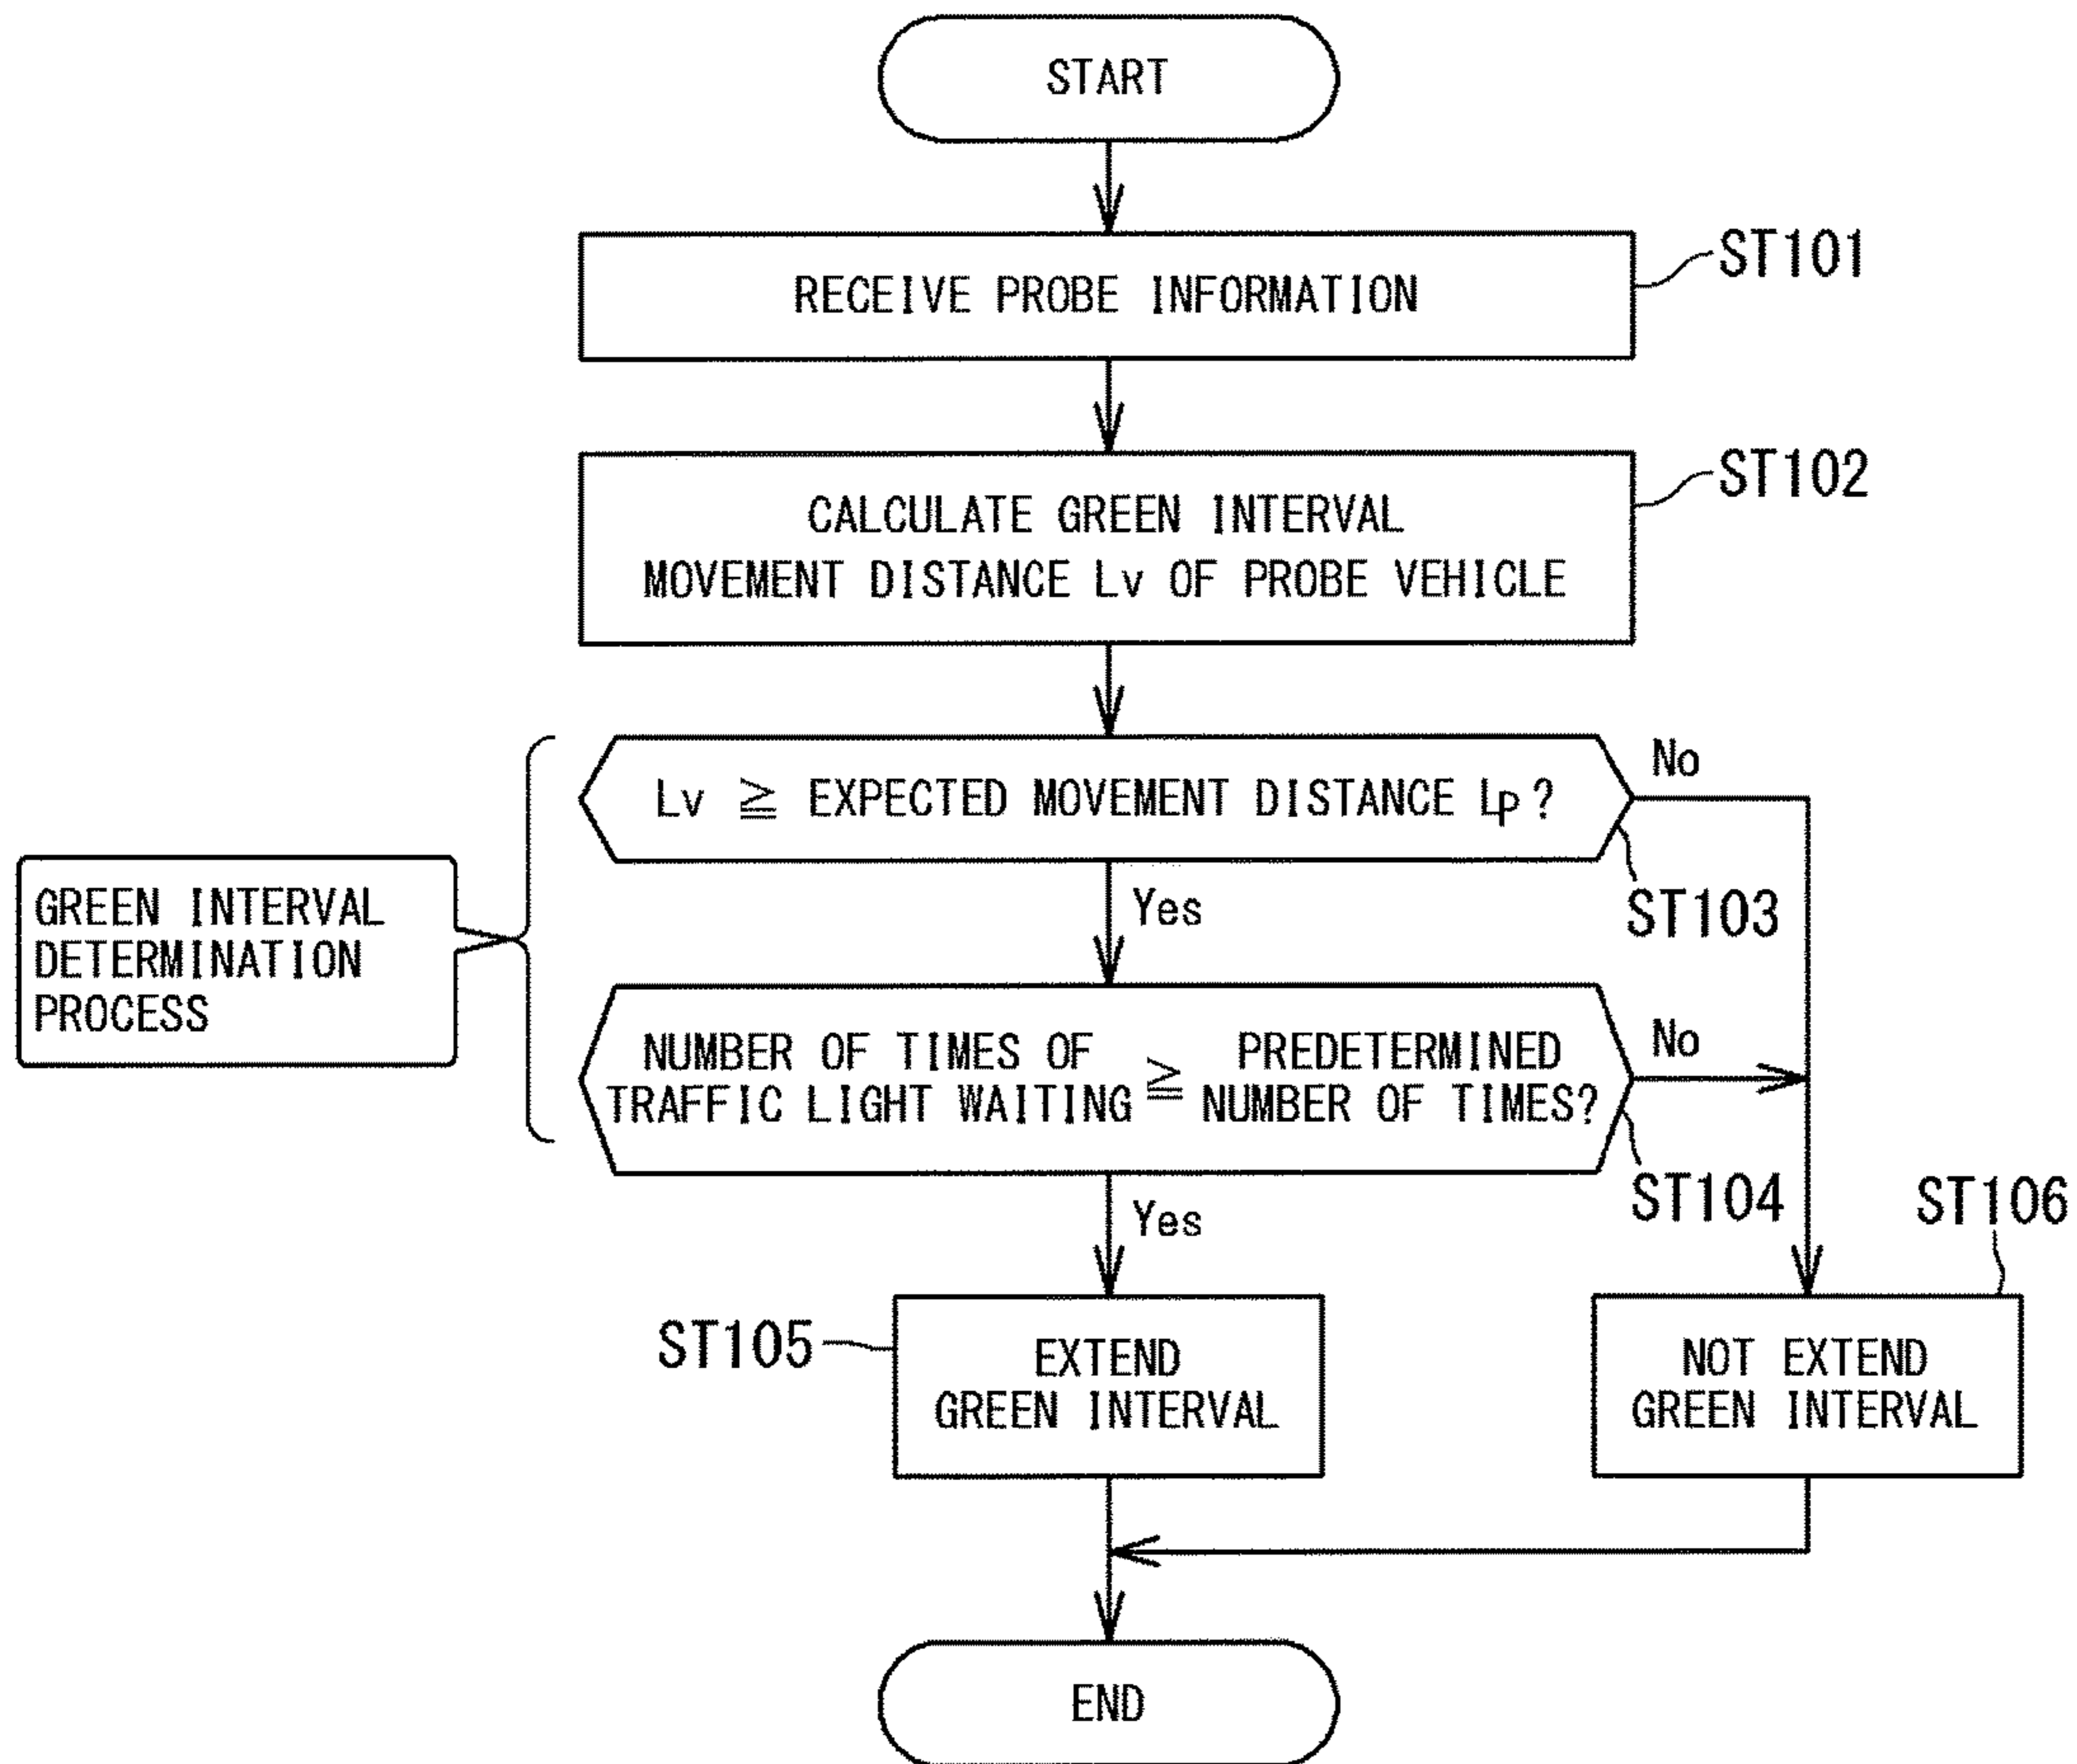 START
RECEIVE PROBE INFORMATION
ST101
CALCULATE GREEN INTERVAL
MOVEMENT DISTANCE Lv OF PROBE VEHICLE
ST102
Lv ≧ EXPECTED MOVEMENT DISTANCE Lp?
No
ST103
Yes
GREEN INTERVAL
DETERMINATION
PROCESS
NUMBER OF TIMES OF
TRAFFIC LIGHT WAITING
≧
PREDETERMINED
NUMBER OF TIMES?
No
ST104
Yes
ST106
ST105
EXTEND
GREEN INTERVAL
NOT EXTEND
GREEN INTERVAL
END